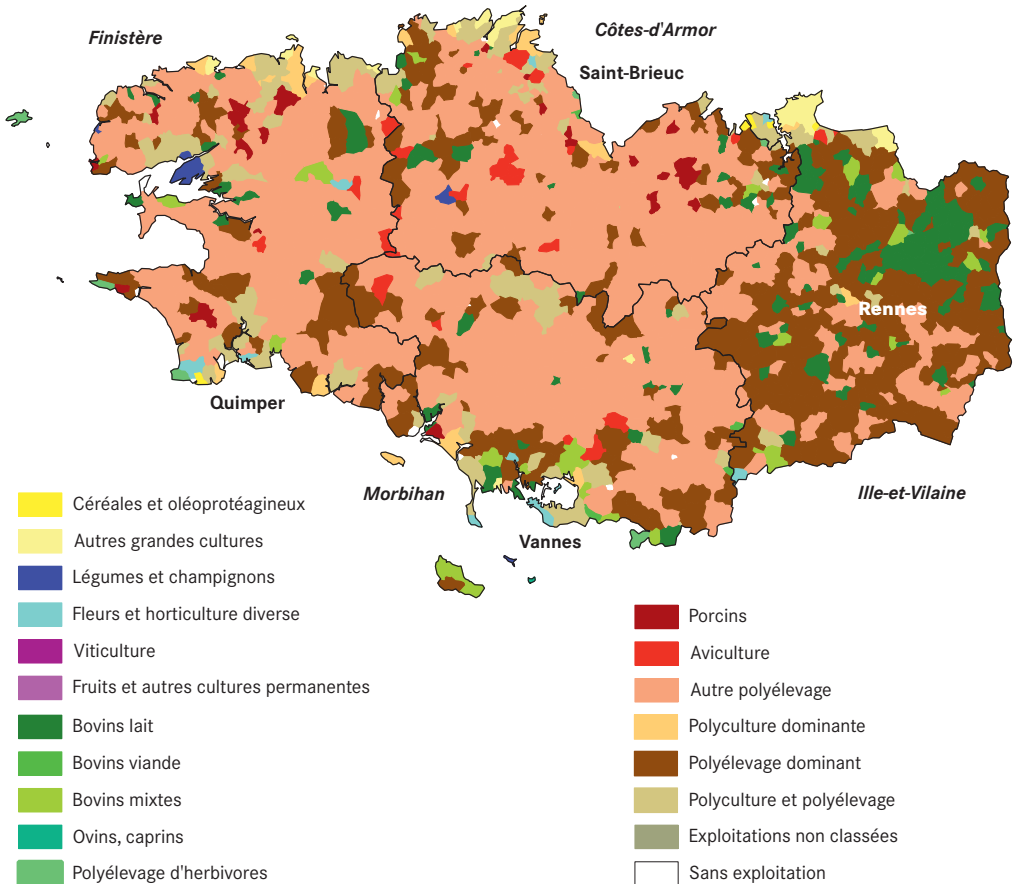 Finistère
Côtes-d'Armor
Saint-Brieuc
Rennes
Quimper
Morbihan
Ille-et-Vilaine
Vannes
Céréales et oléoprotéagineux
Autres grandes cultures
Légumes et champignons
Fleurs et horticulture diverse
Viticulture
Fruits et autres cultures permanentes
Bovins lait
Bovins viande
Bovins mixtes
Ovins, caprins
Polyélevage d'herbivores
Porcins
Aviculture
Autre polyélevage
Polyculture dominante
Polyélevage dominant
Polyculture et polyélevage
Exploitations non classées
Sans exploitation